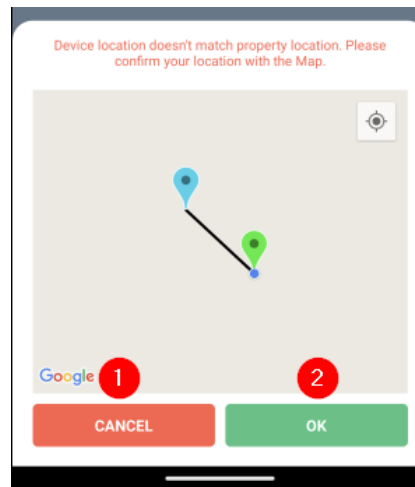 Device location doesn't match property location. Please
confirm your location with the Map.
Google
1
2
CANCEL
OK